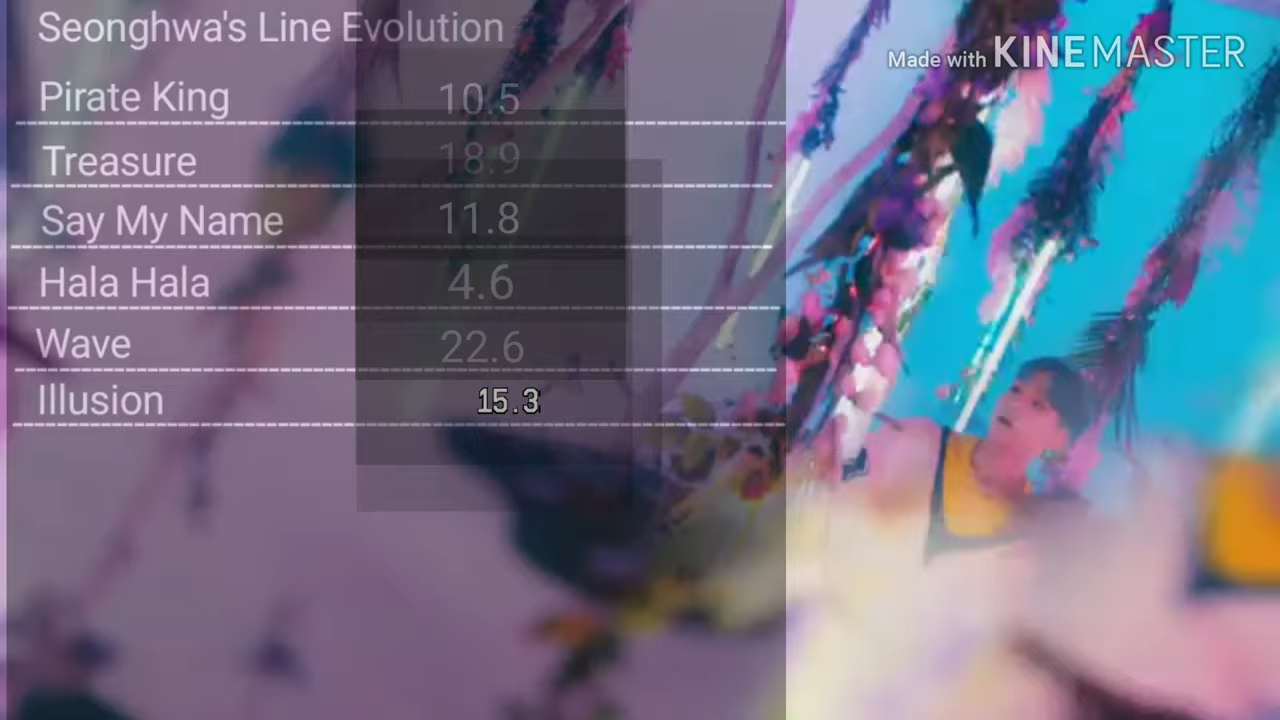 Seonghwa's Line Evolution
Made with KINEMASTER
Pirate King 10.5
Treasure 18.9
Say My Name 11.8
Hala Hala 4.6
Wave 22.6
Illusion 15.3